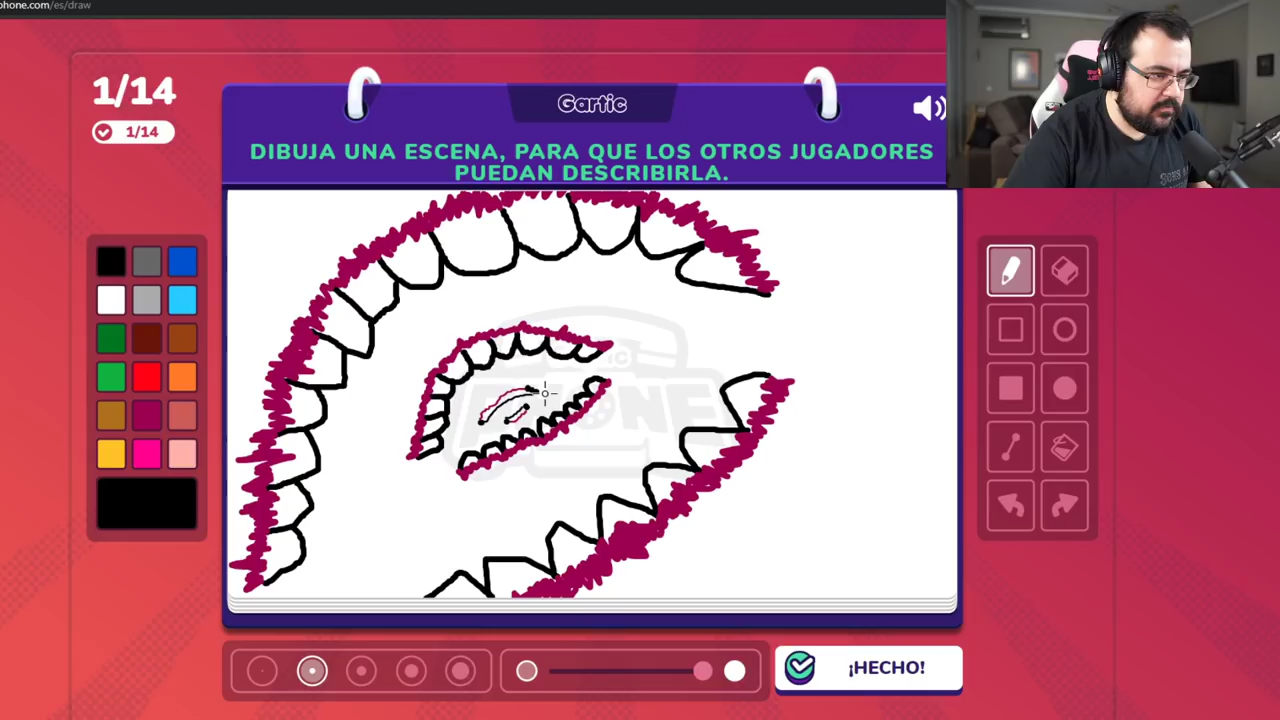 phone.com/es/draw
1/14
1/14
Gartic
DIBUJA UNA ESCENA, PARA QUE LOS OTROS JUGADORES
PUEDAN DESCRIBIRLA.
PHONE
¡HECHO!